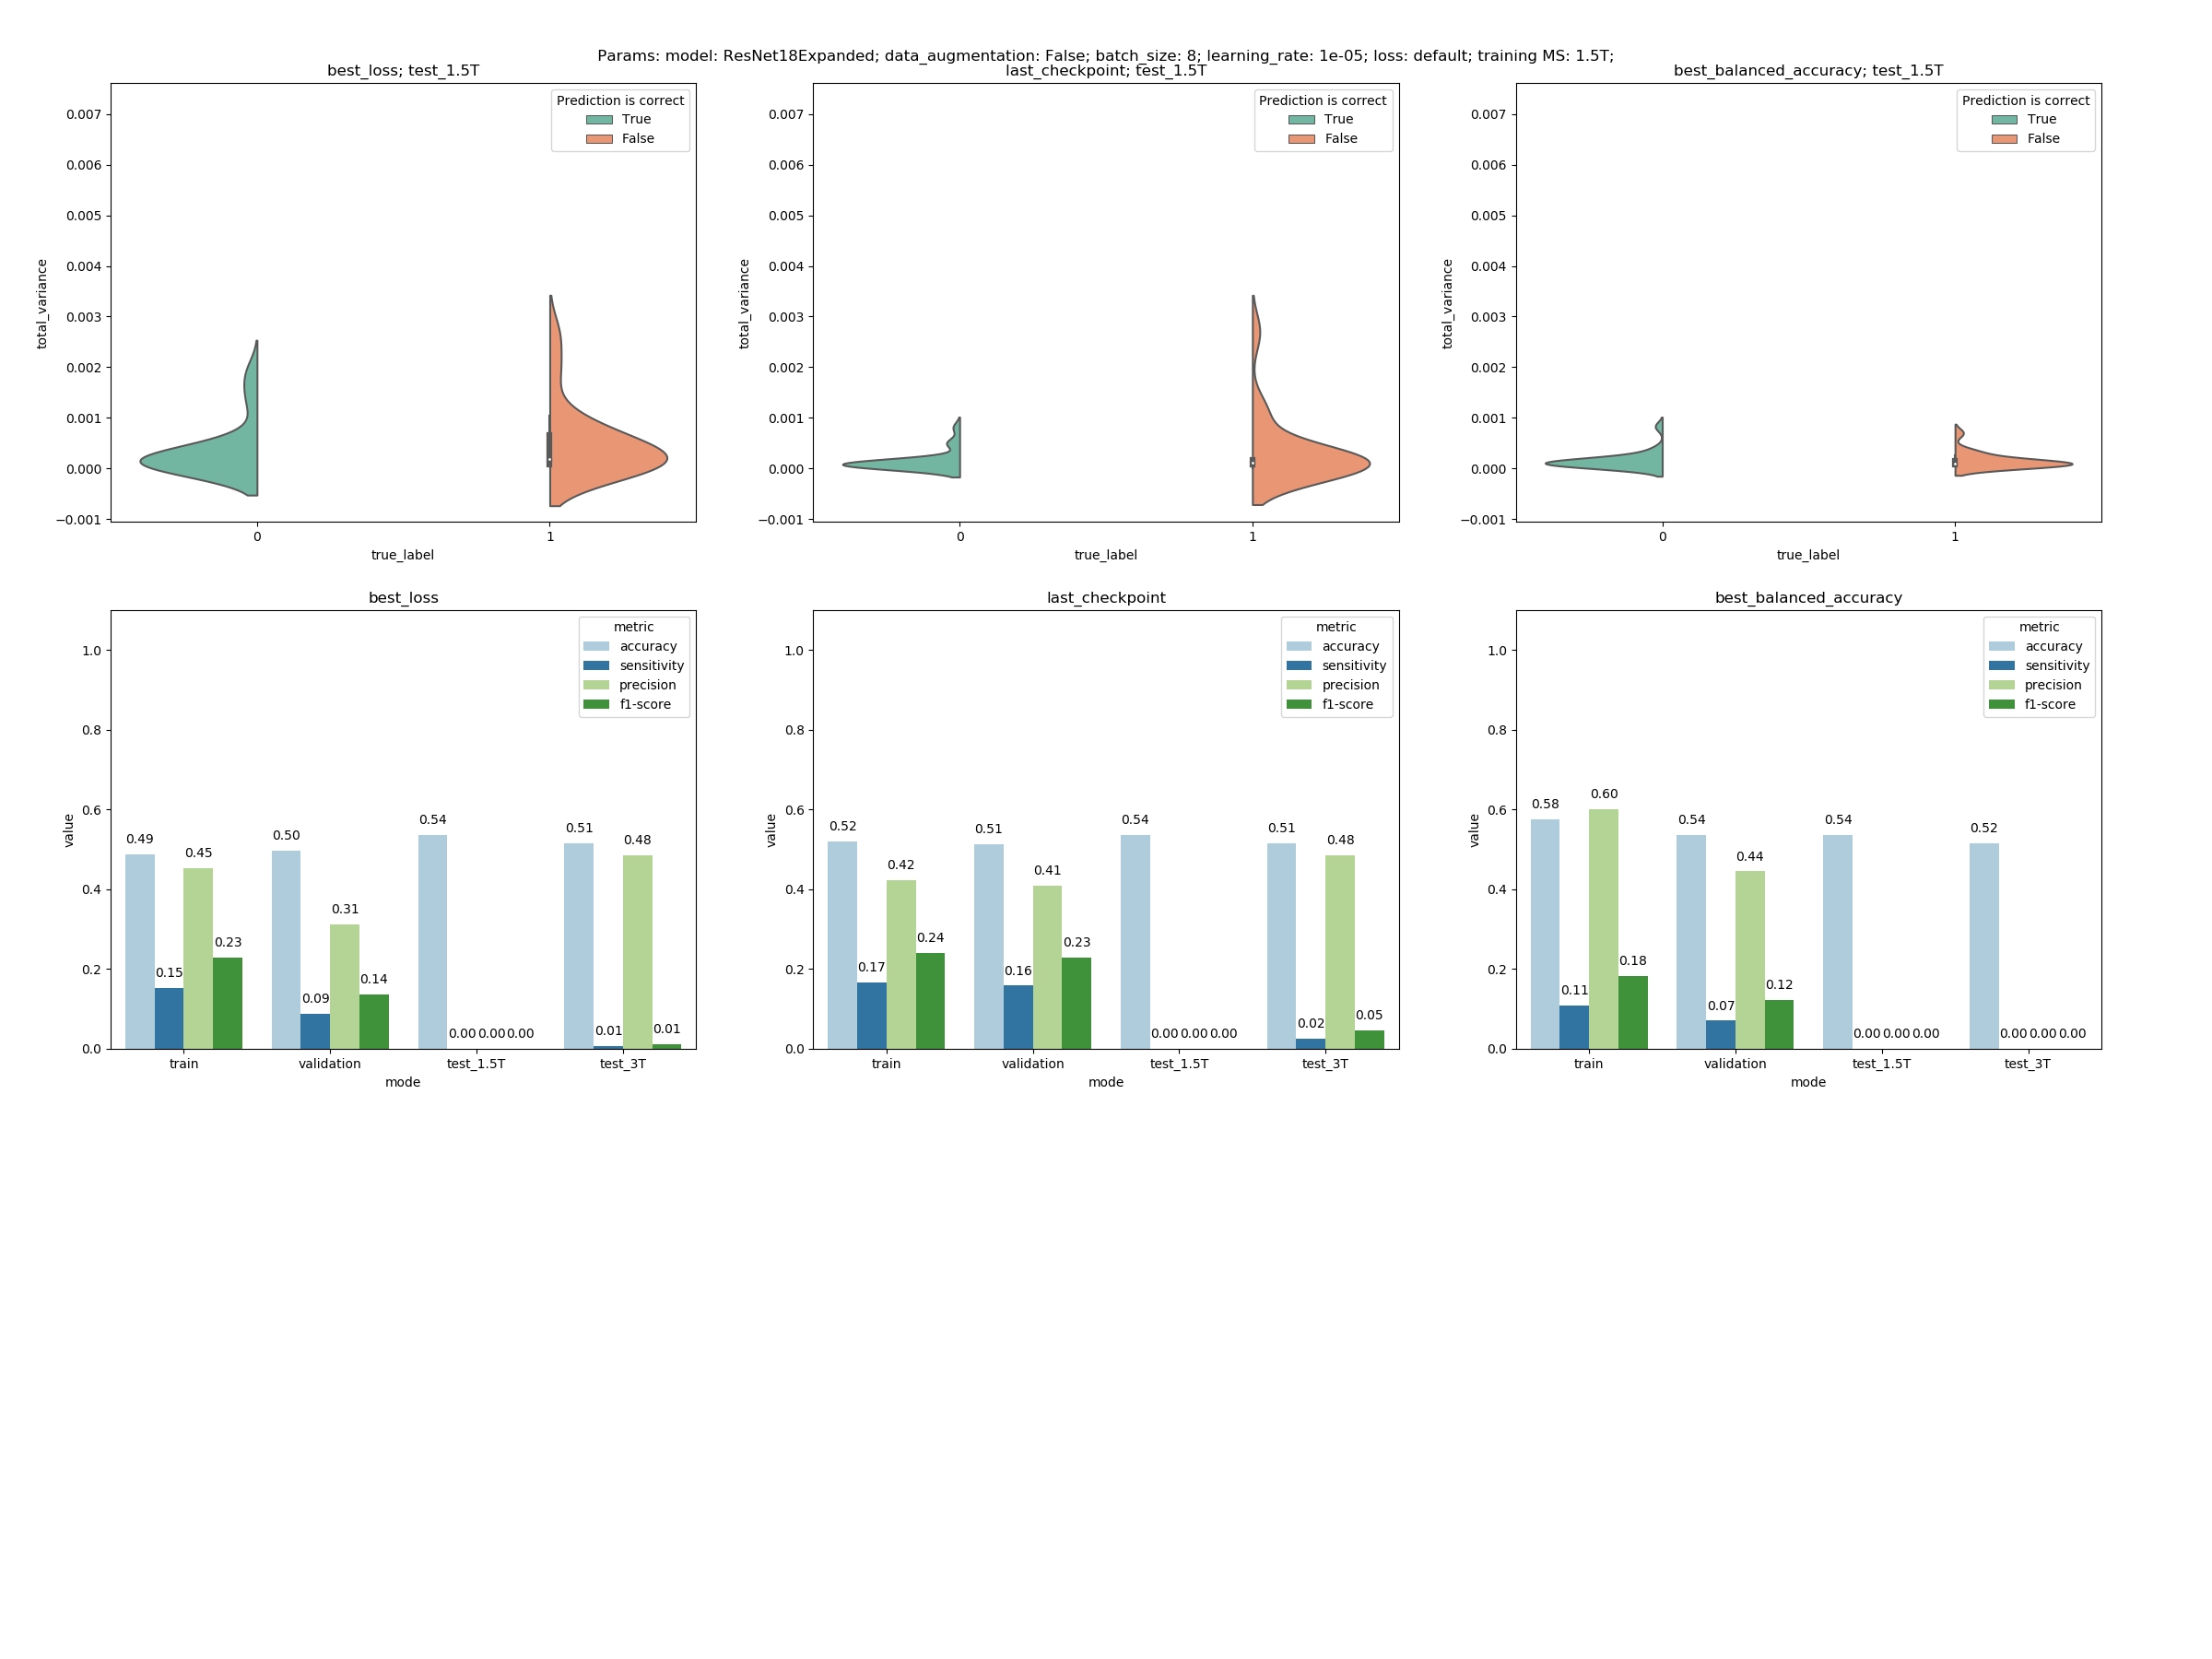 Params: model: ResNet18Expanded; data_augmentation: False; batch_size: 8; learning_rate: 1e-05; loss: default; training MS: 1.5T;
best_loss; test_1.5T
total_variance
0.007
0.006
0.005
0.004
0.003
0.002
0.001
0.000
−0.001
Prediction is correct
True
False
0 1
true_label
last_checkpoint; test_1.5T
total_variance
0.007
0.006
0.005
0.004
0.003
0.002
0.001
0.000
−0.001
Prediction is correct
True
False
0 1
true_label
best_balanced_accuracy; test_1.5T
total_variance
0.007
0.006
0.005
0.004
0.003
0.002
0.001
0.000
−0.001
Prediction is correct
True
False
0 1
true_label
best_loss
value
1.0
0.8
0.6
0.4
0.2
0.0
metric
accuracy
sensitivity
precision
f1-score
0.49 0.15 0.45 0.23
0.50 0.09 0.31 0.14
0.54 0.00 0.00 0.00
0.51 0.01 0.48 0.01
train validation test_1.5T test_3T
mode
last_checkpoint
value
1.0
0.8
0.6
0.4
0.2
0.0
metric
accuracy
sensitivity
precision
f1-score
0.52 0.17 0.42 0.24
0.51 0.16 0.41 0.23
0.54 0.00 0.00 0.00
0.51 0.02 0.48 0.05
train validation test_1.5T test_3T
mode
best_balanced_accuracy
value
1.0
0.8
0.6
0.4
0.2
0.0
metric
accuracy
sensitivity
precision
f1-score
0.58 0.11 0.60 0.18
0.54 0.07 0.44 0.12
0.54 0.00 0.00 0.00
0.52 0.00 0.00 0.00
train validation test_1.5T test_3T
mode